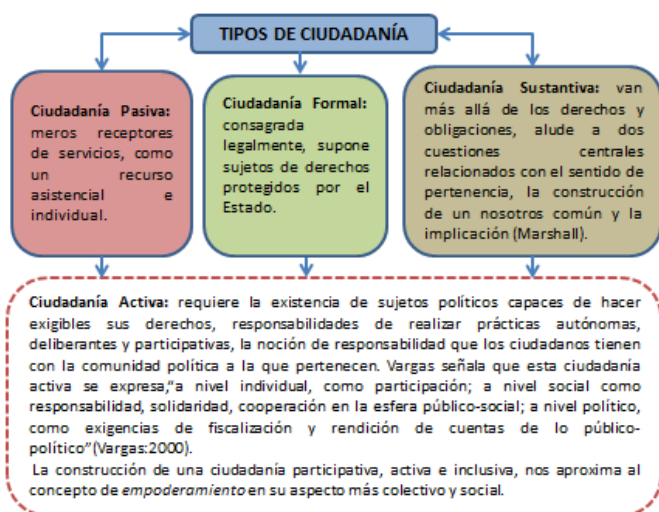 TIPOS DE CIUDADANÍA
Ciudadanía Pasiva:
meros receptores
de servicios, como
un recurso
asistencial e
individual.
Ciudadanía Formal:
consagrada
legalmente, supone
sujetos de derechos
protegidos por el
Estado.
Ciudadanía Sustantiva: van
más allá de los derechos y
obligaciones, alude a dos
cuestiones centrales
relacionados con el sentido de
pertenencia, la construcción
de un nosotros común y la
implicación (Marshall).
Ciudadanía Activa: requiere la existencia de sujetos políticos capaces de hacer
exigibles sus derechos, responsabilidades de realizar prácticas autónomas,
deliberantes y participativas, la noción de responsabilidad que los ciudadanos tienen
con la comunidad política a la que pertenecen. Vargas señala que esta ciudadanía
activa se expresa,"a nivel individual, como participación; a nivel social como
responsabilidad, solidaridad, cooperación en la esfera público-social; a nivel político,
como exigencias de fiscalización y rendición de cuentas de lo público-
político"(Vargas:2000).
La construcción de una ciudadanía participativa, activa e inclusiva, nos aproxima al
concepto de empoderamiento en su aspecto más colectivo y social.